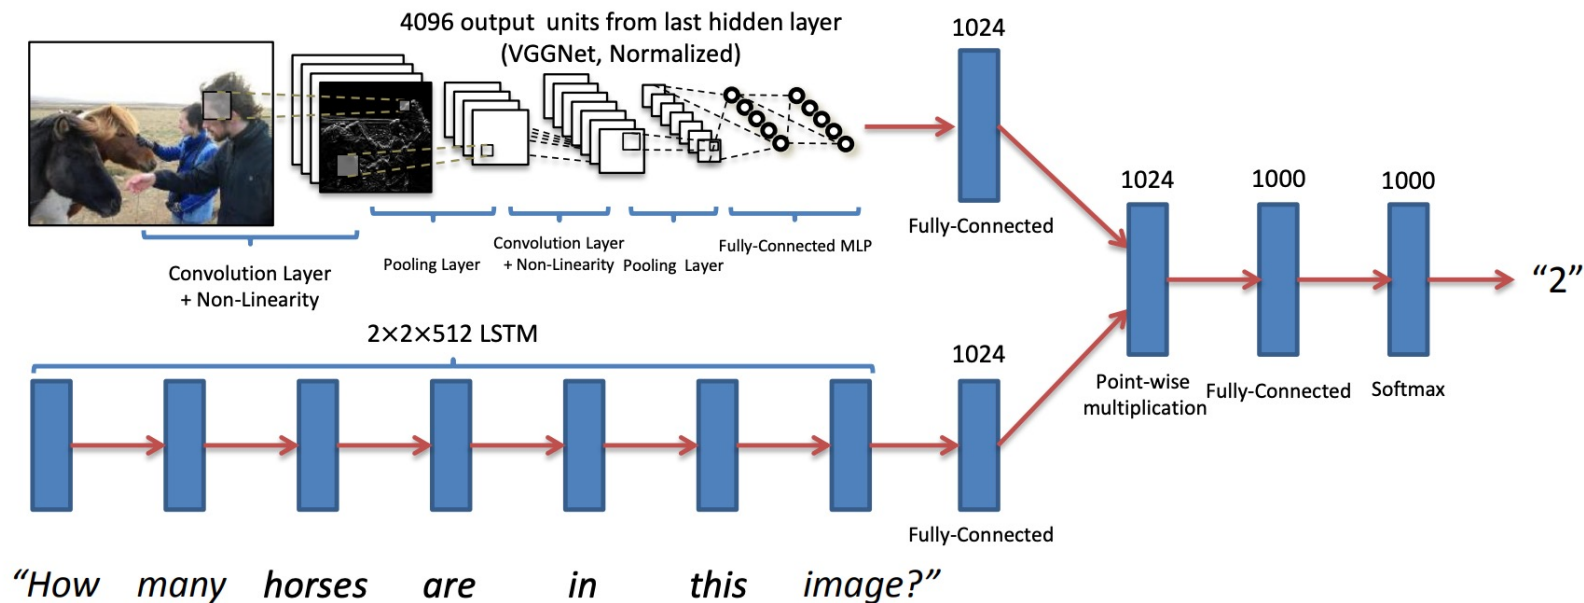 4096 output units from last hidden layer
(VGGNet, Normalized)
1024
Fully-Connected
Convolution Layer
+ Non-Linearity
Pooling Layer
Convolution Layer
+ Non-Linearity
Pooling Layer
Fully-Connected MLP
2×2×512 LSTM
1024
Fully-Connected
1024
Point-wise
multiplication
1000
Fully-Connected
1000
Softmax
“2”
“How many horses are in this image?”